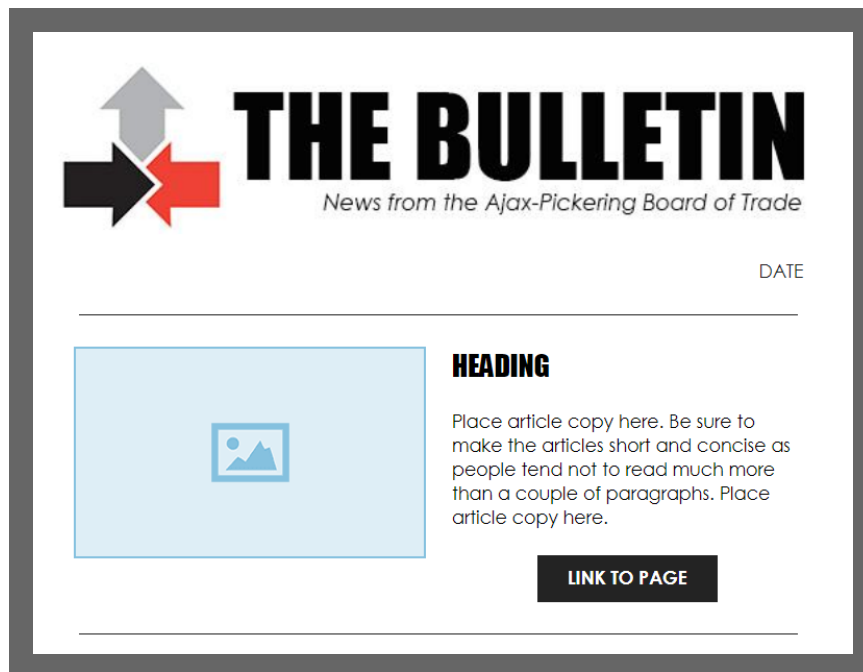 THE BULLETIN
News from the Ajax-Pickering Board of Trade
DATE
HEADING
Place article copy here. Be sure to
make the articles short and concise as
people tend not to read much more
than a couple of paragraphs. Place
article copy here.
LINK TO PAGE